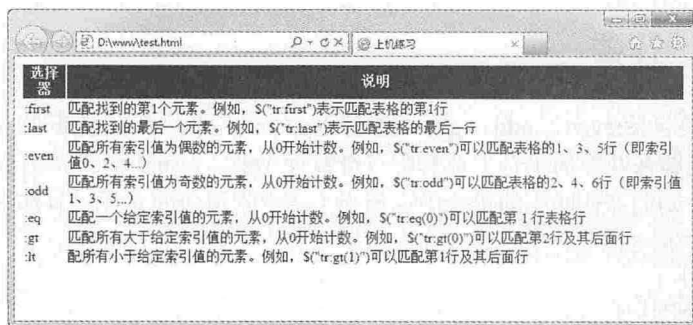 D:\www\test.html
上机练习
选择器
说明
:first 匹配找到的第1个元素。例如，$("tr:first")表示匹配表格的第1行
:last 匹配找到的最后一个元素。例如，$("tr:last")表示匹配表格的最后一行
:even 匹配所有索引值为偶数的元素，从0开始计数。例如，$("tr:even")可以匹配表格的1、3、5行（即索引
值0、2、4...）
:odd 匹配所有索引值为奇数的元素，从0开始计数。例如，$("tr:odd")可以匹配表格的2、4、6行（即索引值
1、3、5...）
:eq 匹配一个给定索引值的元素，从0开始计数。例如，$("tr:eq(0)")可以匹配第 1 行表格行
:gt 匹配所有大于给定索引值的元素，从0开始计数。例如，$("tr:gt(0)")可以匹配第2行及其后面行
:lt 配所有小于给定索引值的元素。例如，$("tr:gt(1)")可以匹配第1行及其后面行